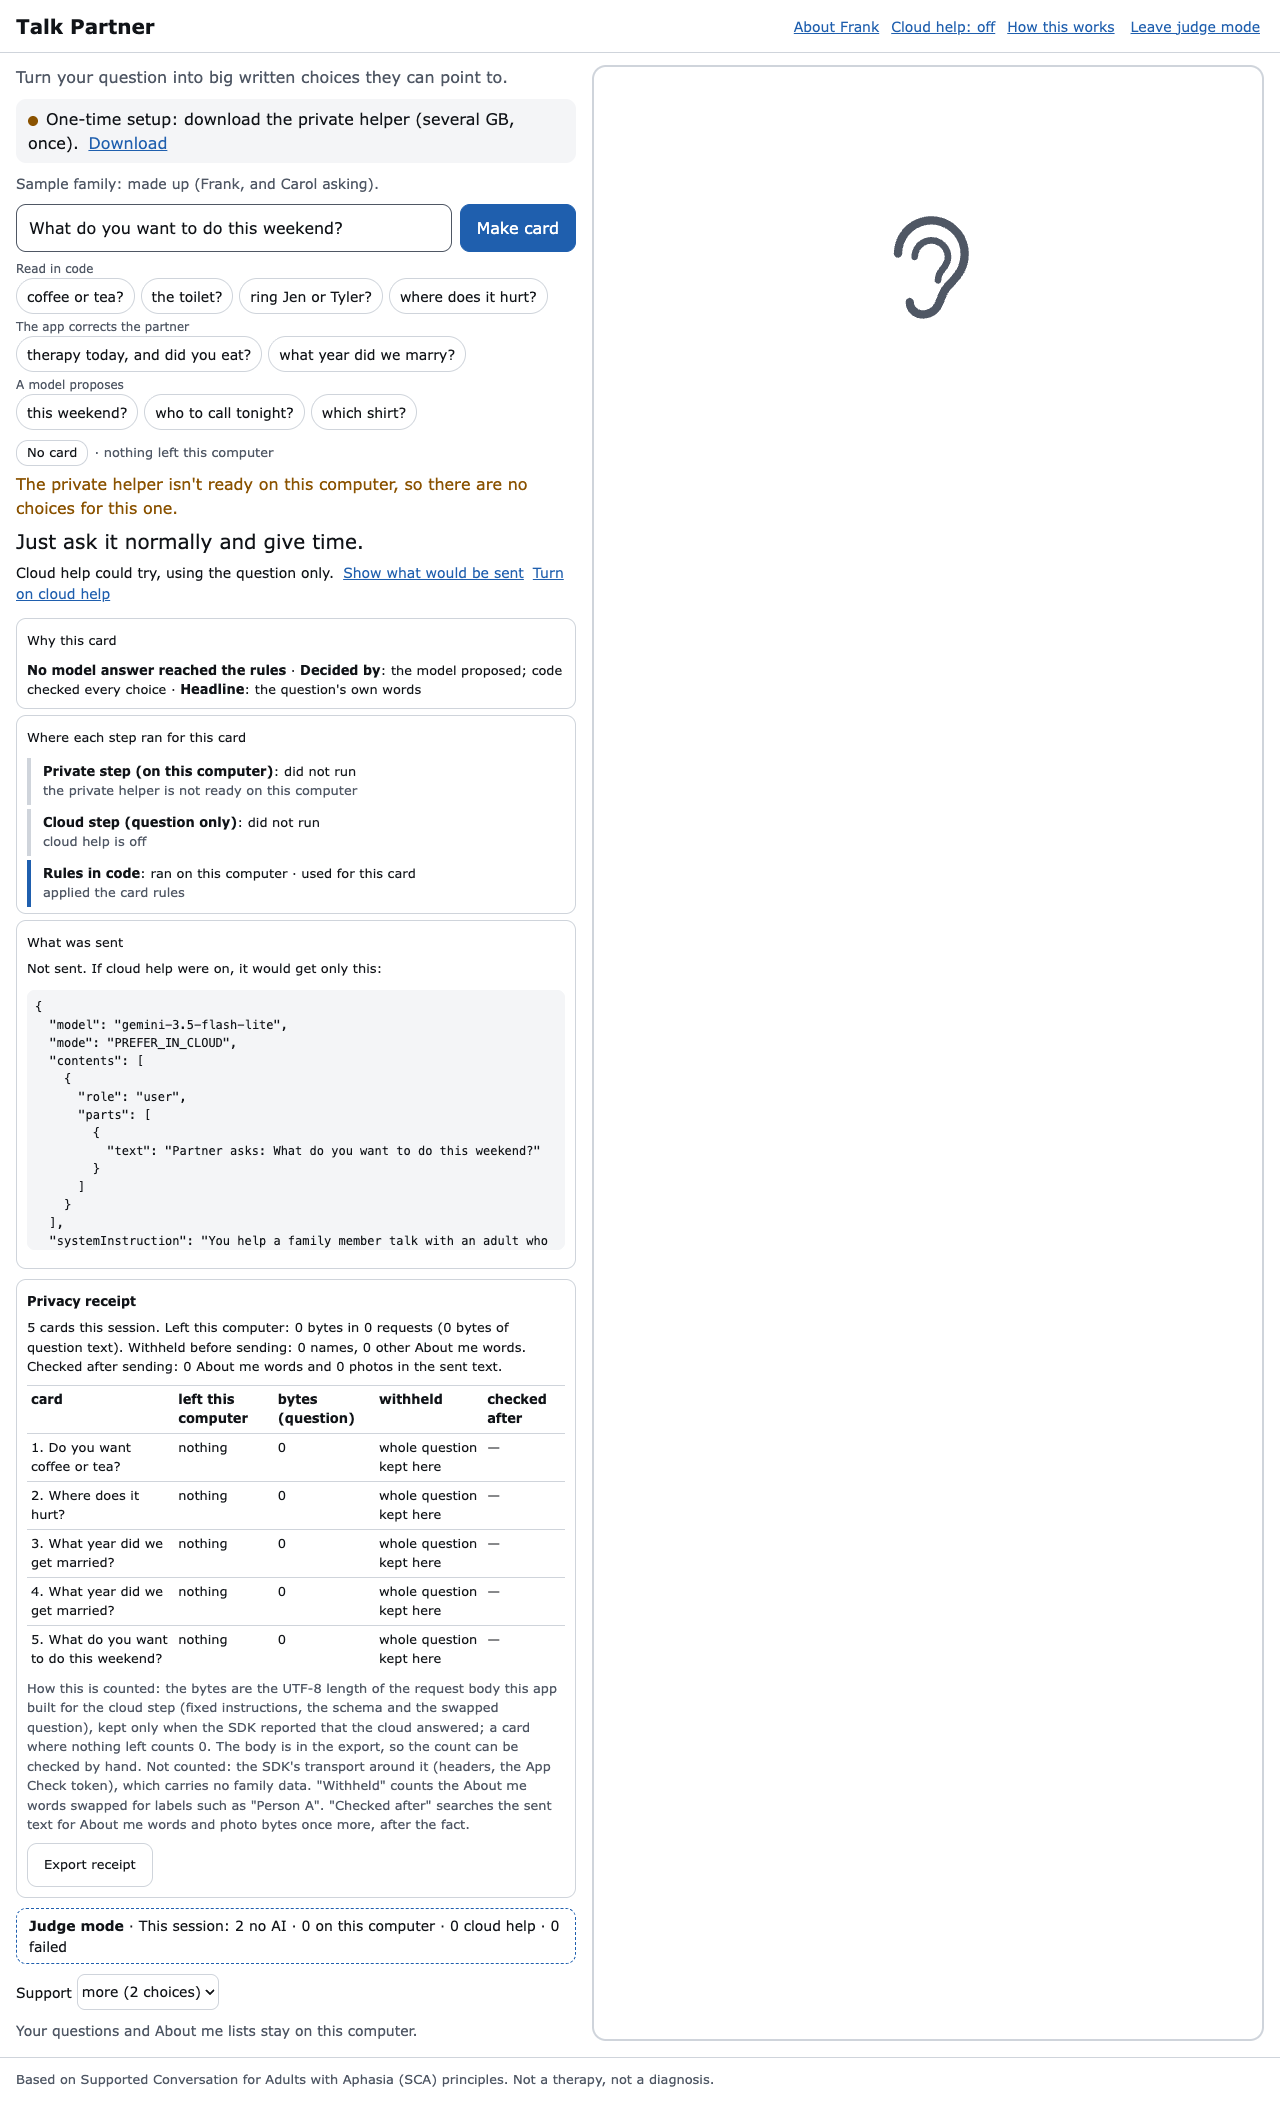 Talk Partner
About Frank Cloud help: off How this works Leave judge mode
Turn your question into big written choices they can point to.
One-time setup: download the private helper (several GB,
once). Download
Sample family: made up (Frank, and Carol asking).
What do you want to do this weekend? Make card
Read in code
coffee or tea? the toilet? ring Jen or Tyler? where does it hurt?
The app corrects the partner
therapy today, and did you eat? what year did we marry?
A model proposes
this weekend? who to call tonight? which shirt?
No card · nothing left this computer
The private helper isn't ready on this computer, so there are no
choices for this one.
Just ask it normally and give time.
Cloud help could try, using the question only. Show what would be sent Turn
on cloud help
Why this card
No model answer reached the rules · Decided by: the model proposed; code
checked every choice · Headline: the question's own words
Where each step ran for this card
Private step (on this computer): did not run
the private helper is not ready on this computer
Cloud step (question only): did not run
cloud help is off
Rules in code: ran on this computer · used for this card
applied the card rules
What was sent
Not sent. If cloud help were on, it would get only this:
{
"model": "gemini-3.5-flash-lite",
"mode": "PREFER_IN_CLOUD",
"contents": [
{
"role": "user",
"parts": [
{
"text": "Partner asks: What do you want to do this weekend?"
}
]
}
],
"systemInstruction": "You help a family member talk with an adult who
Privacy receipt
5 cards this session. Left this computer: 0 bytes in 0 requests (0 bytes of
question text). Withheld before sending: 0 names, 0 other About me words.
Checked after sending: 0 About me words and 0 photos in the sent text.
card left this bytes withheld checked
computer (question) after
1. Do you want nothing 0 whole question —
coffee or tea? kept here
2. Where does it nothing 0 whole question —
hurt? kept here
3. What year did we nothing 0 whole question —
get married? kept here
4. What year did we nothing 0 whole question —
get married? kept here
5. What do you want nothing 0 whole question —
to do this weekend? kept here
How this is counted: the bytes are the UTF-8 length of the request body this app
built for the cloud step (fixed instructions, the schema and the swapped
question), kept only when the SDK reported that the cloud answered; a card
where nothing left counts 0. The body is in the export, so the count can be
checked by hand. Not counted: the SDK's transport around it (headers, the App
Check token), which carries no family data. "Withheld" counts the About me
words swapped for labels such as "Person A". "Checked after" searches the sent
text for About me words and photo bytes once more, after the fact.
Export receipt
Judge mode · This session: 2 no AI · 0 on this computer · 0 cloud help · 0
failed
Support more (2 choices)
Your questions and About me lists stay on this computer.
Based on Supported Conversation for Adults with Aphasia (SCA) principles. Not a therapy, not a diagnosis.